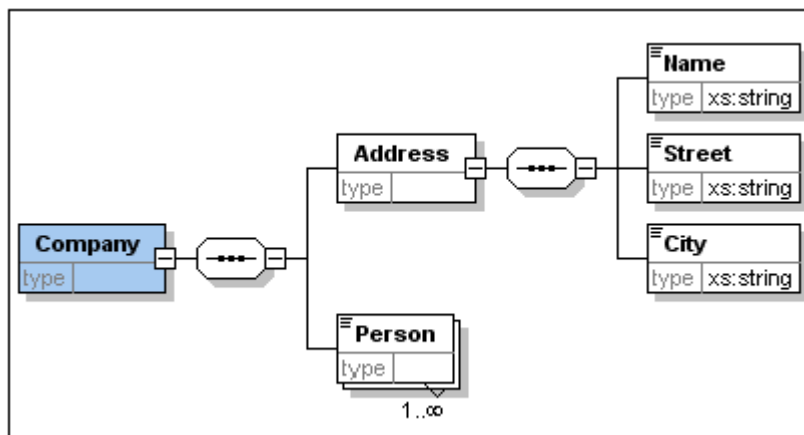 Name
type xs:string
Address
type
Street
type xs:string
Company
type
City
type xs:string
Person
type
1..∞